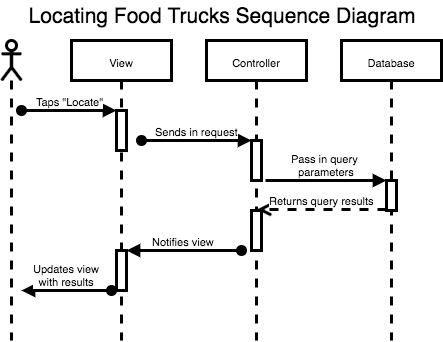 Locating Food Trucks Sequence Diagram
View
Controller
Database
Taps "Locate"
Sends in request
Pass in query
parameters
Returns query results
Notifies view
Updates view
with results